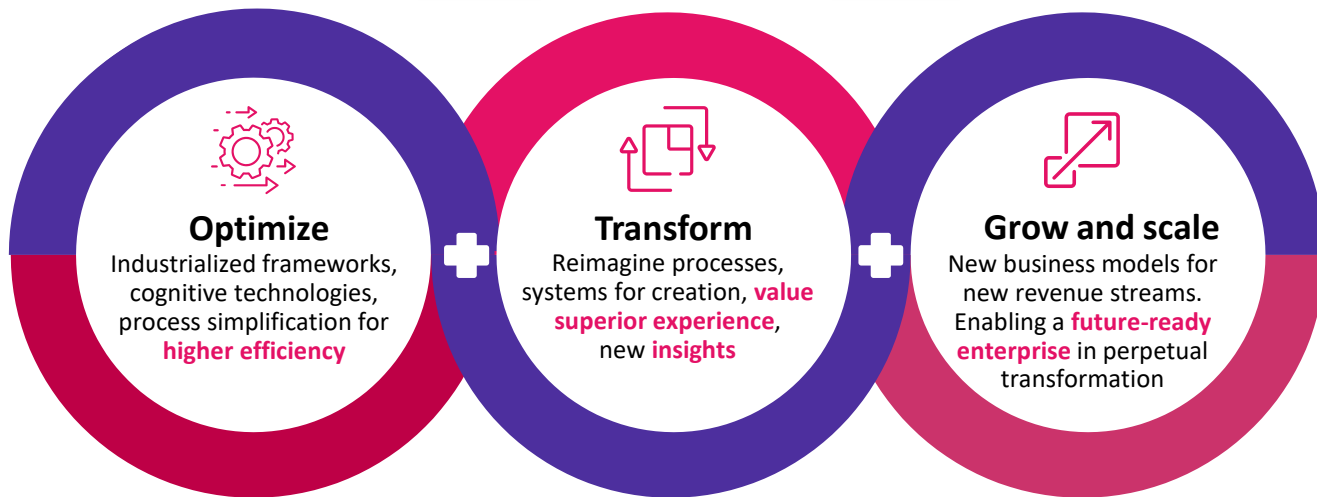 Optimize
Industrialized frameworks,
cognitive technologies,
process simplification for
higher efficiency
Transform
Reimagine processes,
systems for creation, value
superior experience,
new insights
Grow and scale
New business models for
new revenue streams.
Enabling a future-ready
enterprise in perpetual
transformation